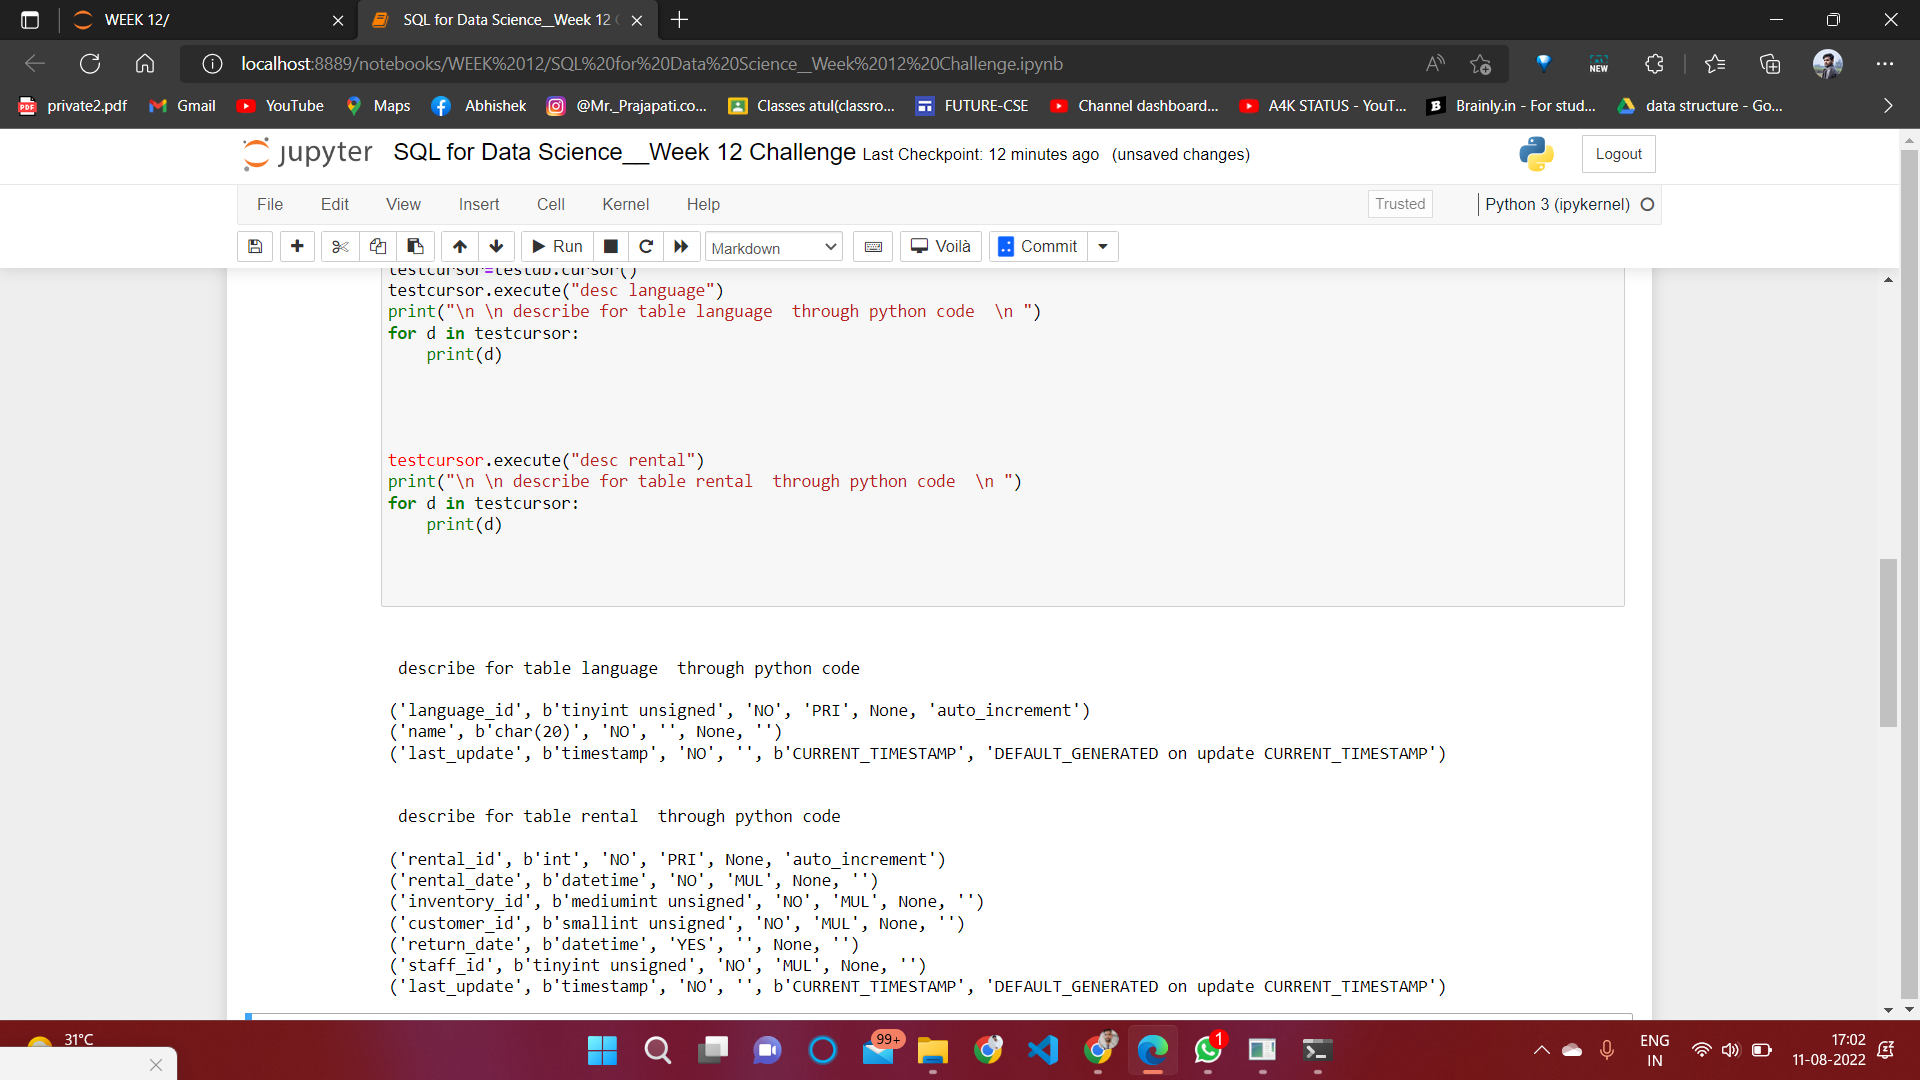 WEEK 12/
SQL for Data Science__Week 12
localhost:8889/notebooks/WEEK%2012/SQL%20for%20Data%20Science__Week%2012%20Challenge.ipynb
NEW
private2.pdf
Gmail
YouTube
Maps
Abhishek
@Mr._Prajapati.co...
Classes atul(classro...
FUTURE-CSE
Channel dashboard...
A4K STATUS - YouT...
Brainly.in - For stud...
data structure - Go...
jupyter SQL for Data Science__Week 12 Challenge Last Checkpoint: 12 minutes ago (unsaved changes)
Logout
File Edit View Insert Cell Kernel Help
Trusted
Python 3 (ipykernel)
Run
Markdown
Voilà
Commit
testcursor=testdb.cursor()
testcursor.execute("desc language")
print("\n \n describe for table language  through python code  \n ")
for d in testcursor:
    print(d)
testcursor.execute("desc rental")
print("\n \n describe for table rental  through python code  \n ")
for d in testcursor:
    print(d)
describe for table language  through python code
('language_id', b'tinyint unsigned', 'NO', 'PRI', None, 'auto_increment')
('name', b'char(20)', 'NO', '', None, '')
('last_update', b'timestamp', 'NO', '', b'CURRENT_TIMESTAMP', 'DEFAULT_GENERATED on update CURRENT_TIMESTAMP')
describe for table rental  through python code
('rental_id', b'int', 'NO', 'PRI', None, 'auto_increment')
('rental_date', b'datetime', 'NO', 'MUL', None, '')
('inventory_id', b'mediumint unsigned', 'NO', 'MUL', None, '')
('customer_id', b'smallint unsigned', 'NO', 'MUL', None, '')
('return_date', b'datetime', 'YES', '', None, '')
('staff_id', b'tinyint unsigned', 'NO', 'MUL', None, '')
('last_update', b'timestamp', 'NO', '', b'CURRENT_TIMESTAMP', 'DEFAULT_GENERATED on update CURRENT_TIMESTAMP')
31°C
99+
1
ENG
IN
17:02
11-08-2022